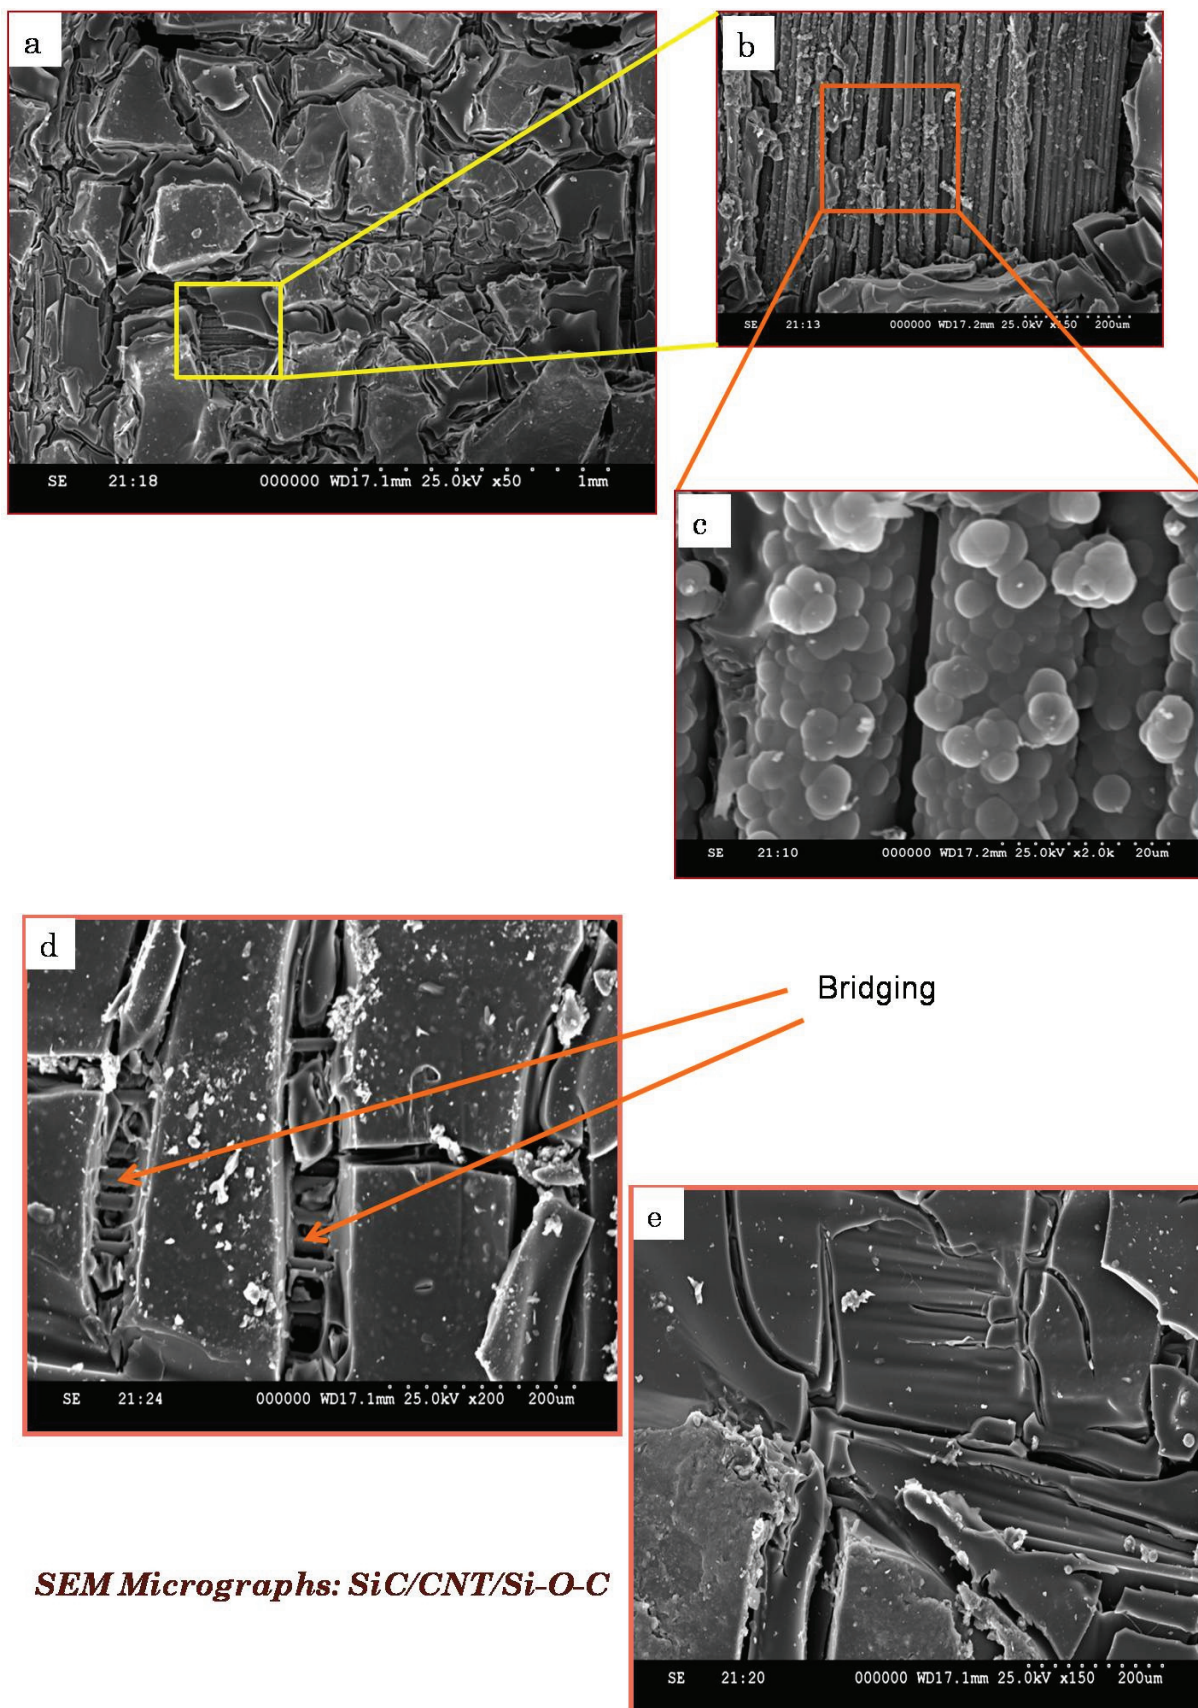 a
SE 21:18 000000 WD17.1mm 25.0kV x50 1mm
b
SE 21:13 000000 WD17.2mm 25.0kV x150 200um
c
SE 21:10 000000 WD17.2mm 25.0kV x2.0k 20um
d
Bridging
SE 21:24 000000 WD17.1mm 25.0kV x200 200um
e
SEM Micrographs: SiC/CNT/Si-O-C
SE 21:20 000000 WD17.1mm 25.0kV x150 200um